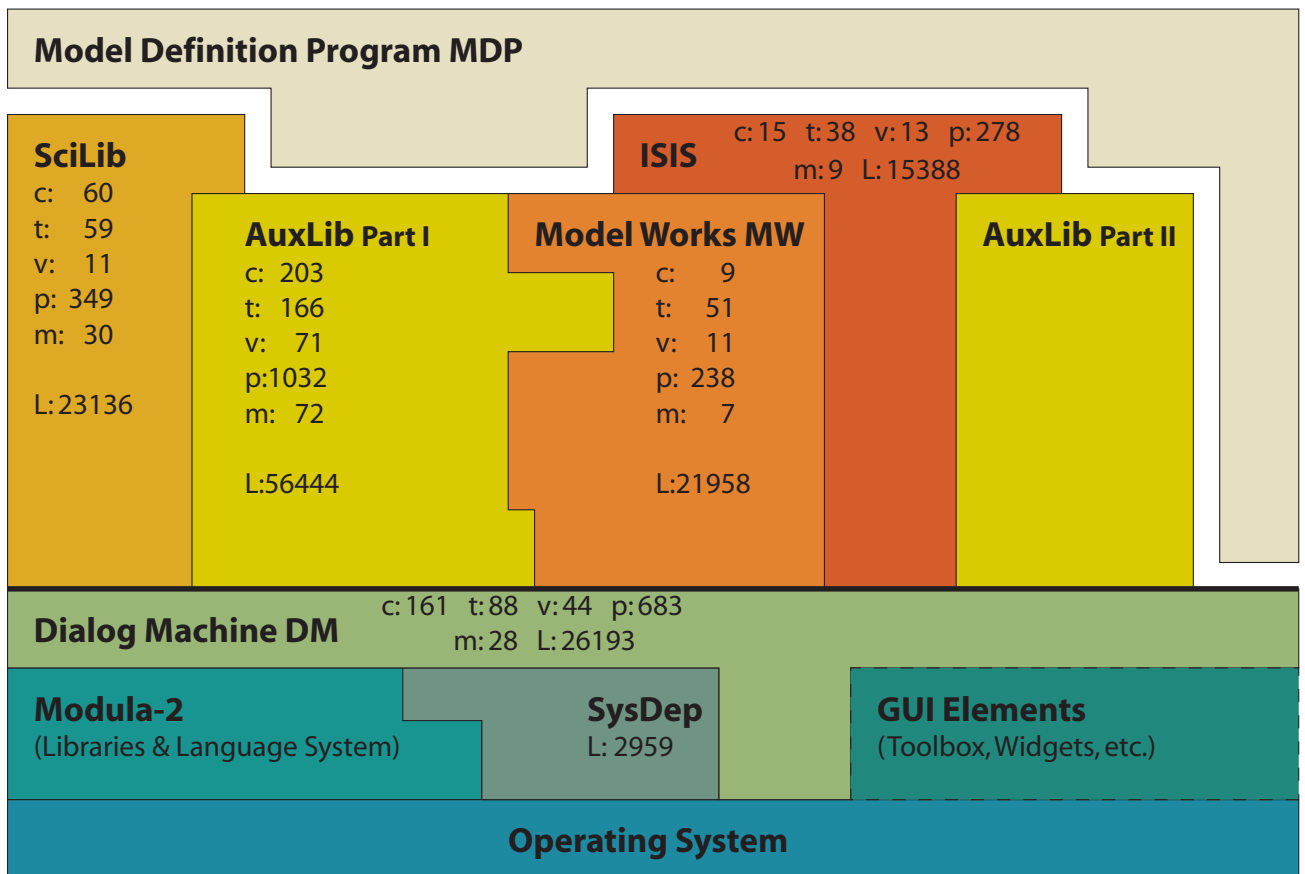 Model Definition Program MDP
SciLib
c: 60
t: 59
v: 11
p: 349
m: 30
L: 23136
AuxLib Part I
c: 203
t: 166
v: 71
p:1032
m: 72
L:56444
Model Works MW
c: 9
t: 51
v: 11
p: 238
m: 7
L:21958
ISIS
c:15 t:38 v:13 p:278
m:9 L:15388
AuxLib Part II
Dialog Machine DM
c:161 t:88 v:44 p:683
m:28 L:26193
Modula-2
(Libraries & Language System)
SysDep
L: 2959
GUI Elements
(Toolbox, Widgets, etc.)
Operating System